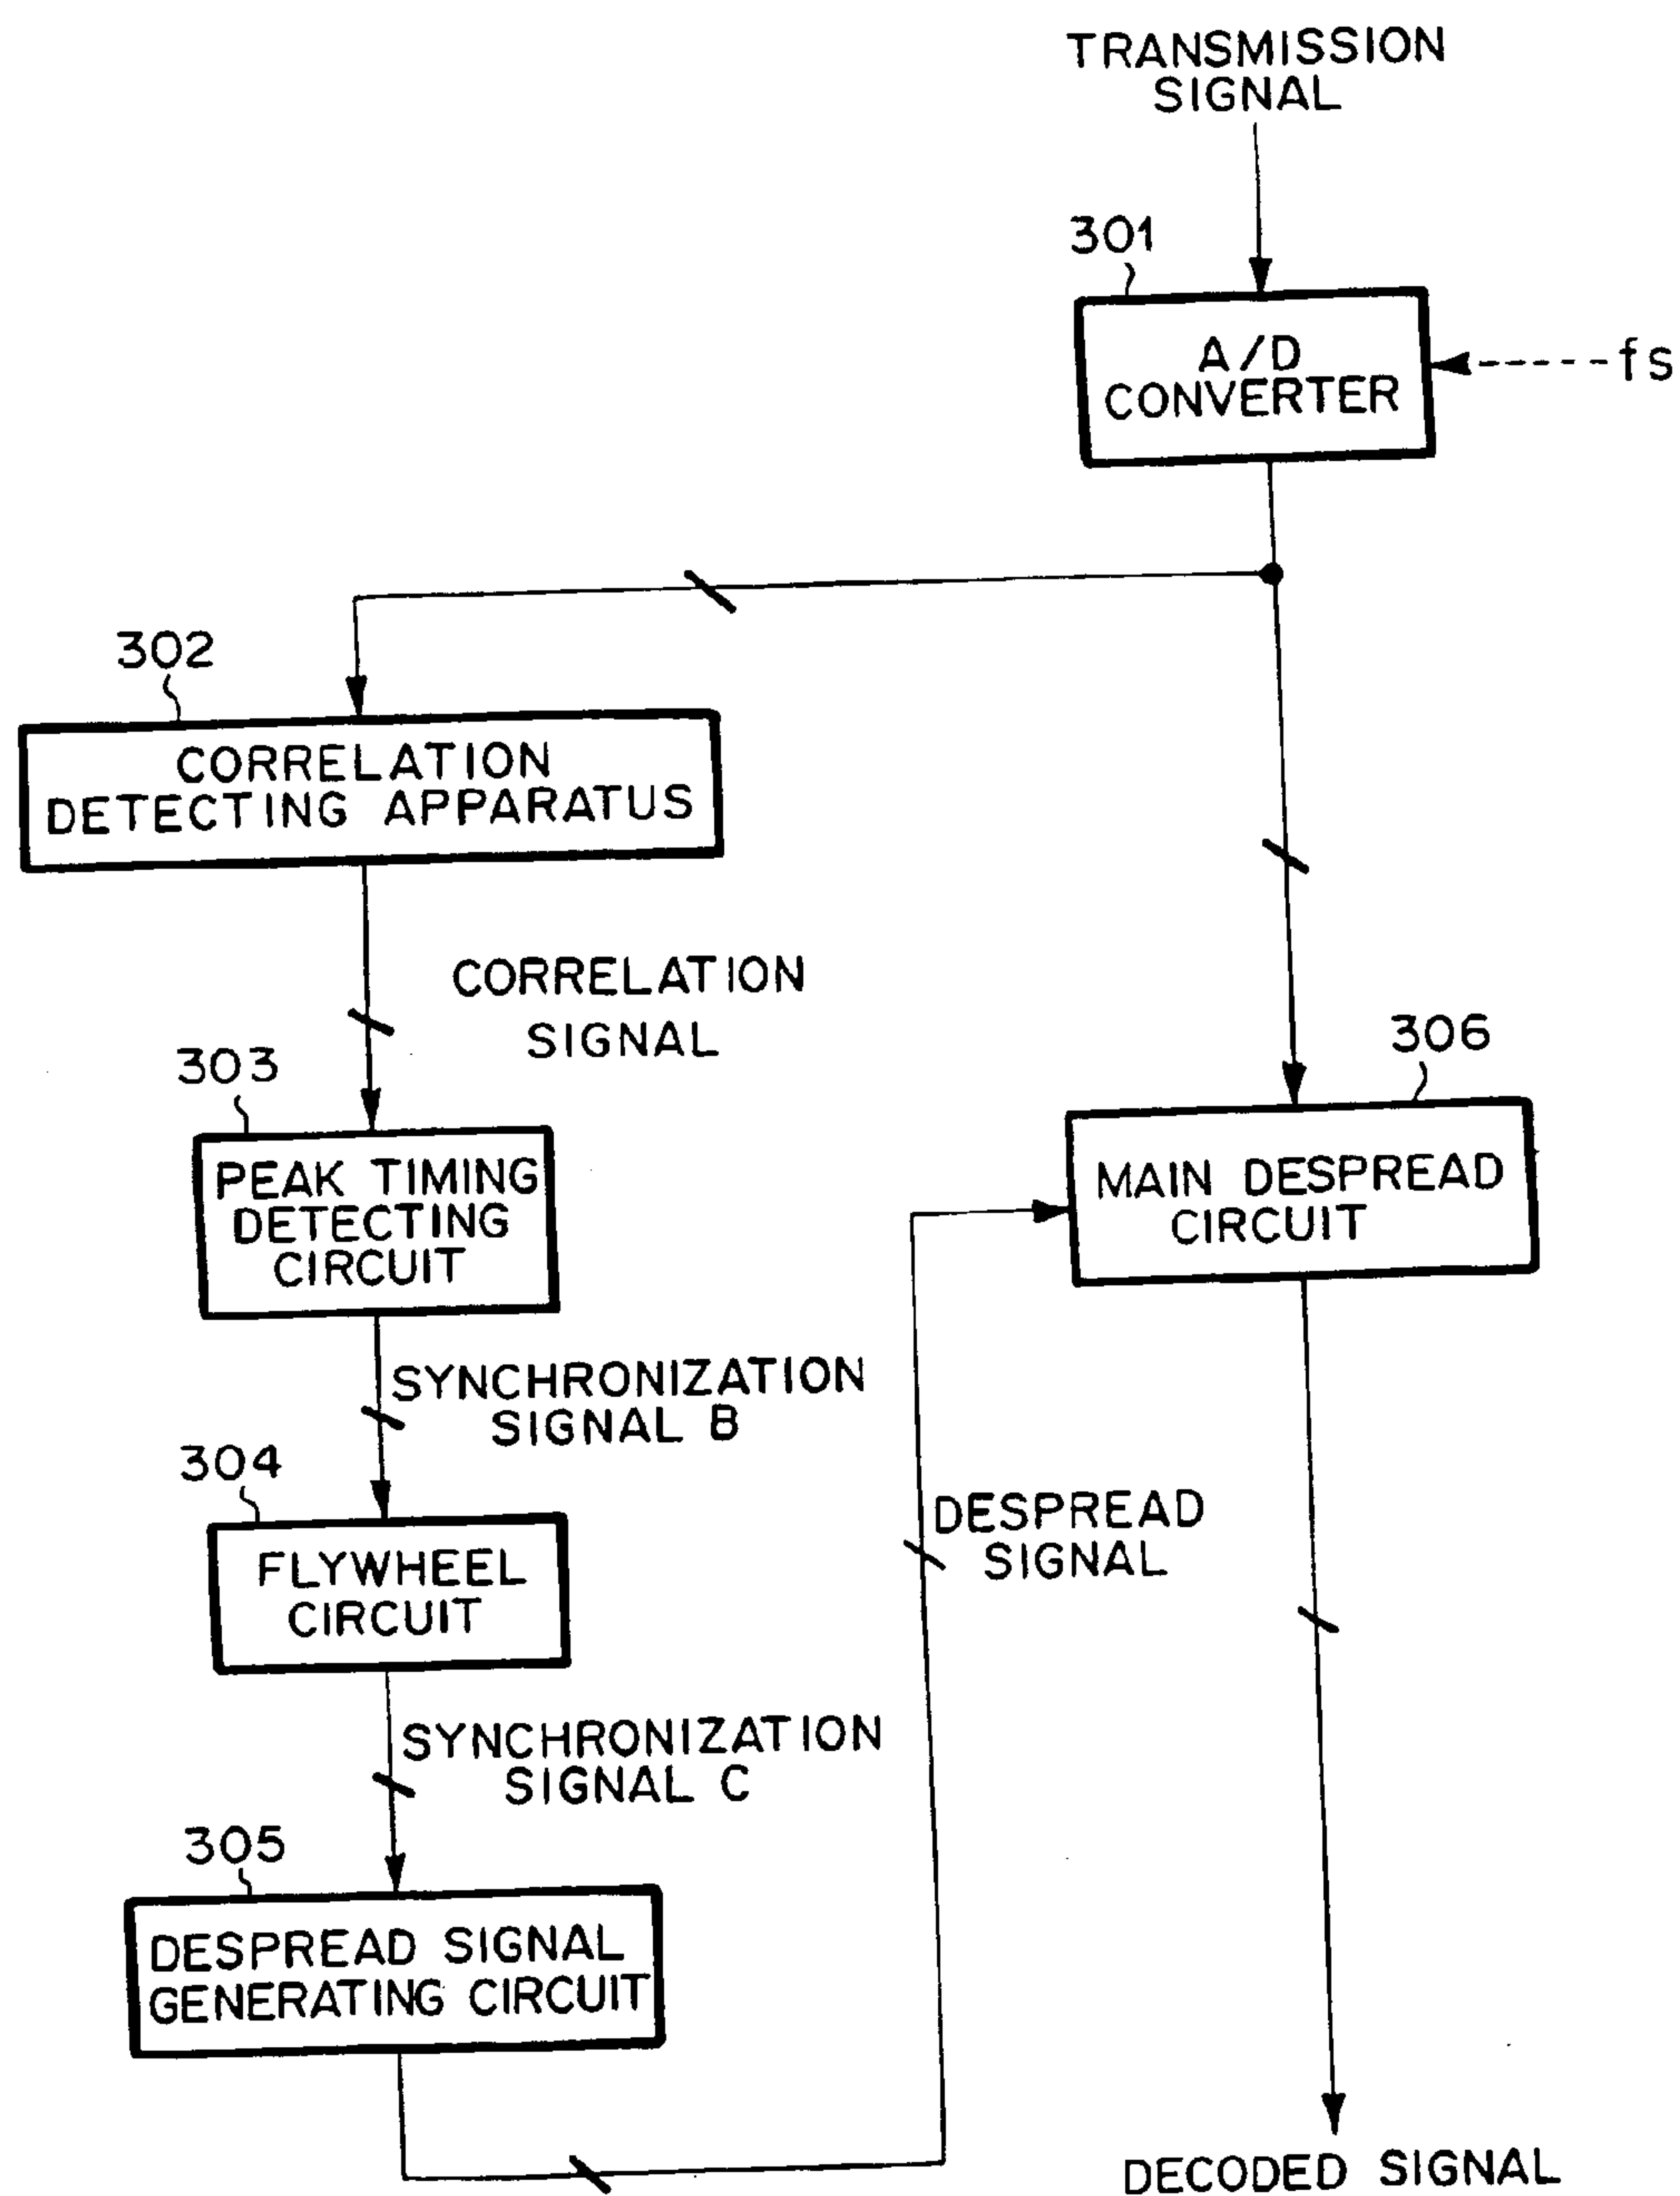 TRANSMISSION
SIGNAL
301
A/D
CONVERTER
fs
302
CORRELATION
DETECTING APPARATUS
CORRELATION
SIGNAL
303
PEAK TIMING
DETECTING
CIRCUIT
306
MAIN DESPREAD
CIRCUIT
SYNCHRONIZATION
SIGNAL B
304
FLYWHEEL
CIRCUIT
DESPREAD
SIGNAL
SYNCHRONIZATION
SIGNAL C
305
DESPREAD SIGNAL
GENERATING CIRCUIT
DECODED SIGNAL